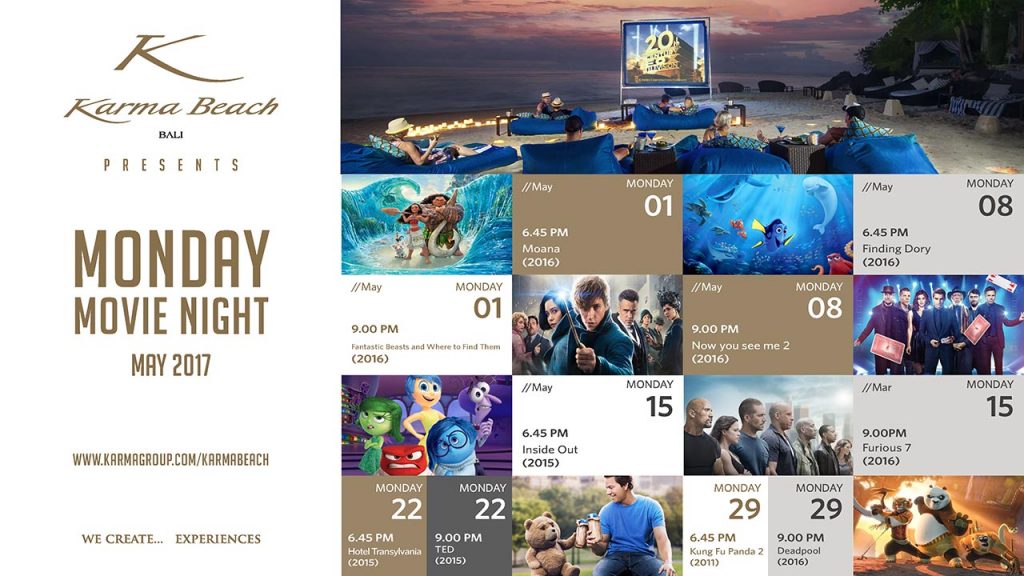 K
Karma Beach
BALI
PRESENTS
MONDAY
MOVIE NIGHT
MAY 2017
WWW.KARMAGROUP.COM/KARMABEACH
WE CREATE... EXPERIENCES
20
CENTURY
FOX
TELEVISION
//May MONDAY
01
6.45 PM
Moana
(2016)
//May MONDAY
08
6.45 PM
Finding Dory
(2016)
//May MONDAY
01
9.00 PM
Fantastic Beasts and Where to Find Them
(2016)
//May MONDAY
08
9.00 PM
Now you see me 2
(2016)
//May MONDAY
15
6.45 PM
Inside Out
(2015)
//Mar MONDAY
15
9.00PM
Furious 7
(2016)
MONDAY
22
6.45 PM
Hotel Transylvania
(2015)
MONDAY
22
9.00 PM
TED
(2015)
MONDAY
29
6.45 PM
Kung Fu Panda 2
(2011)
MONDAY
29
9.00 PM
Deadpool
(2016)